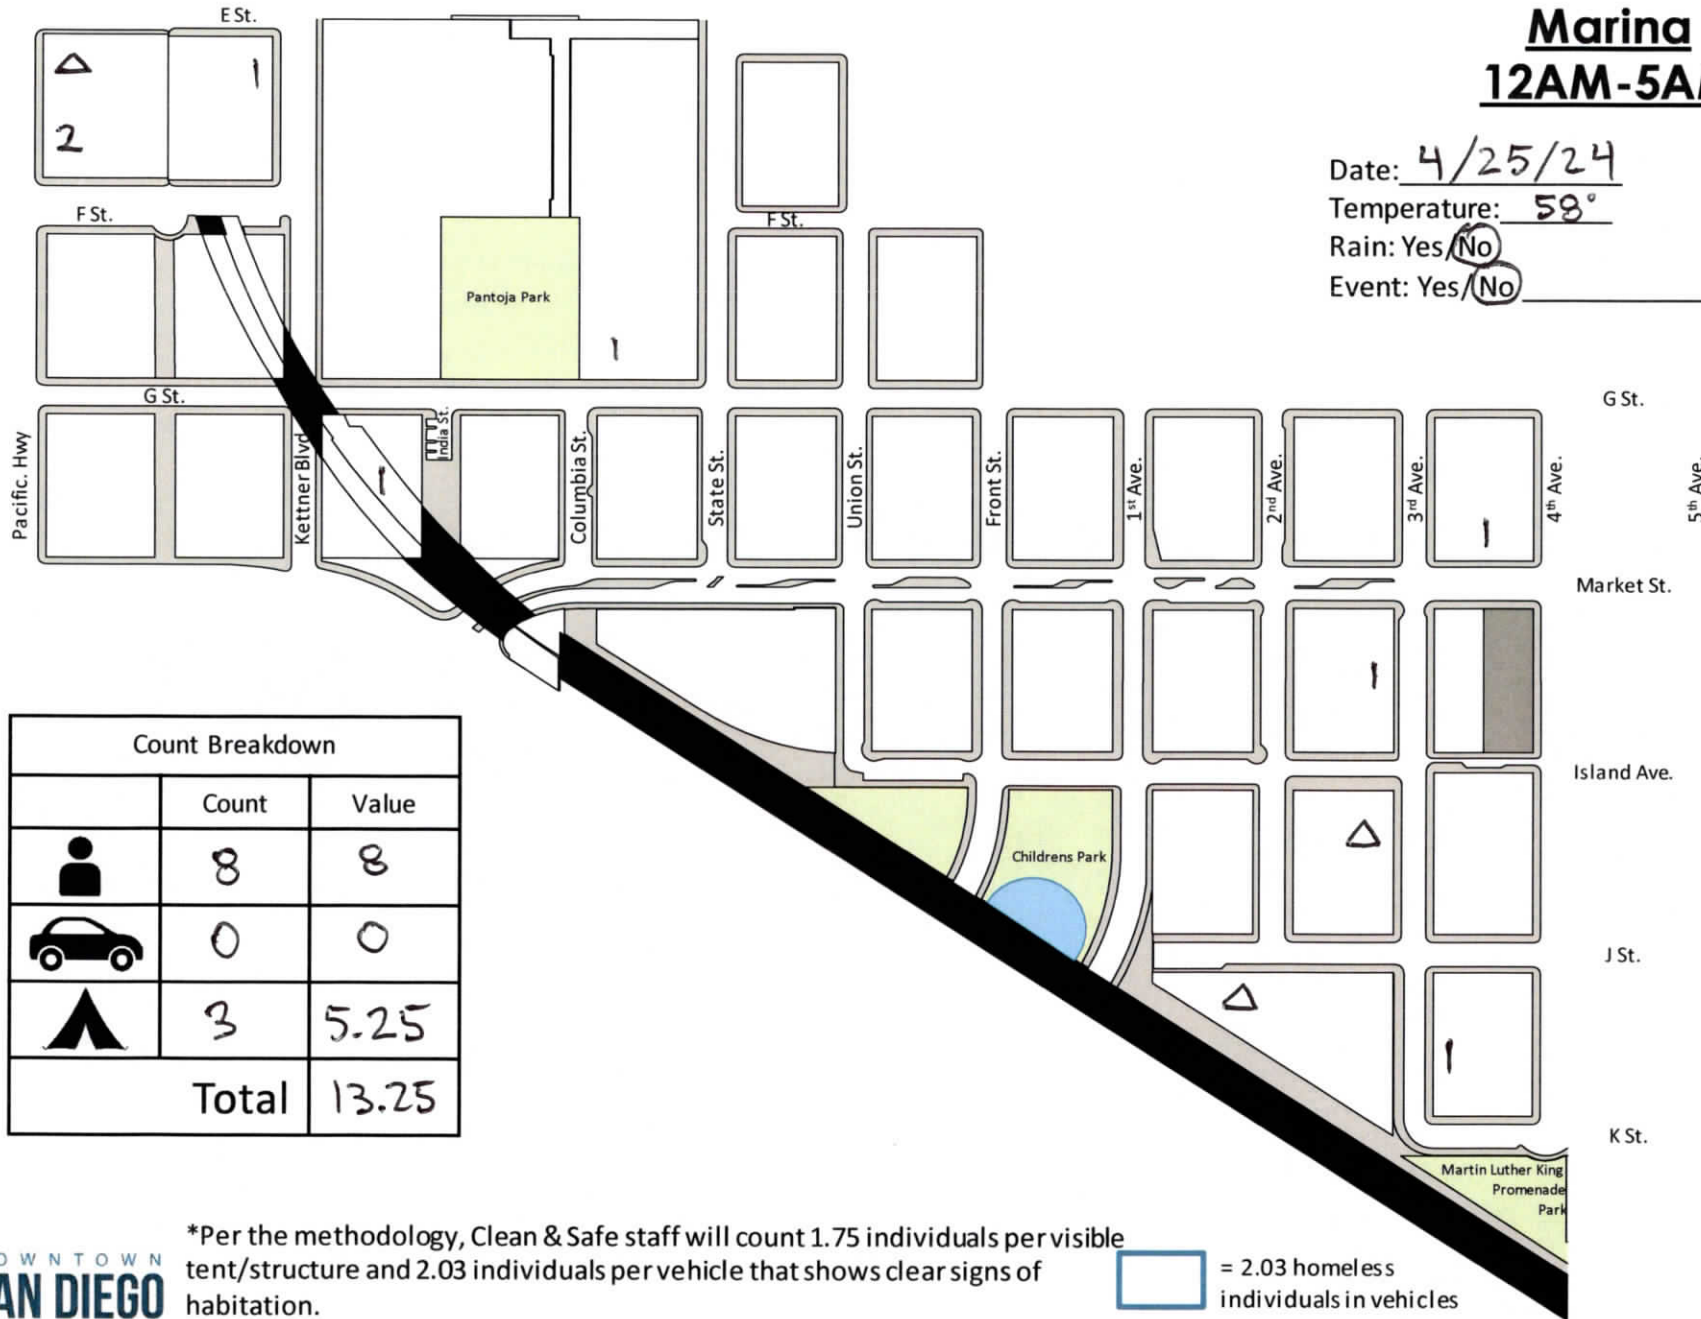 Marina
12AM-5AM
Date: 4/25/24
Temperature: 58°
Rain: Yes/No
Event: Yes/No
E St.
△
2
1
F St.
F St.
Pantoja Park
1
G St.
G St.
Pacific. Hwy
Kettner Blvd
1
India St.
Columbia St.
State St.
Union St.
Front St.
1st Ave.
2nd Ave.
3rd Ave.
1
4th Ave.
5th Ave.
Market St.
1
Island Ave.
Childrens Park
△
J St.
△
1
K St.
Martin Luther King
Promenade
Park
Count Breakdown
Count Value
8 8
0 0
3 5.25
Total 13.25
*Per the methodology, Clean & Safe staff will count 1.75 individuals per visible
tent/structure and 2.03 individuals per vehicle that shows clear signs of
habitation.
OWNTOWN
AN DIEGO
= 2.03 homeless
individuals in vehicles